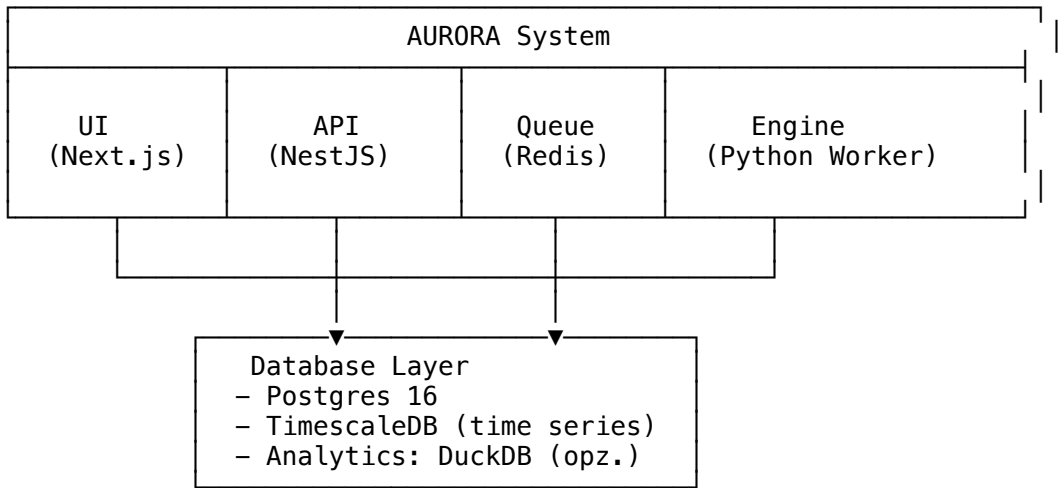 AURORA System
UI API Queue Engine
(Next.js) (NestJS) (Redis) (Python Worker)
Database Layer
- Postgres 16
- TimescaleDB (time series)
- Analytics: DuckDB (opz.)